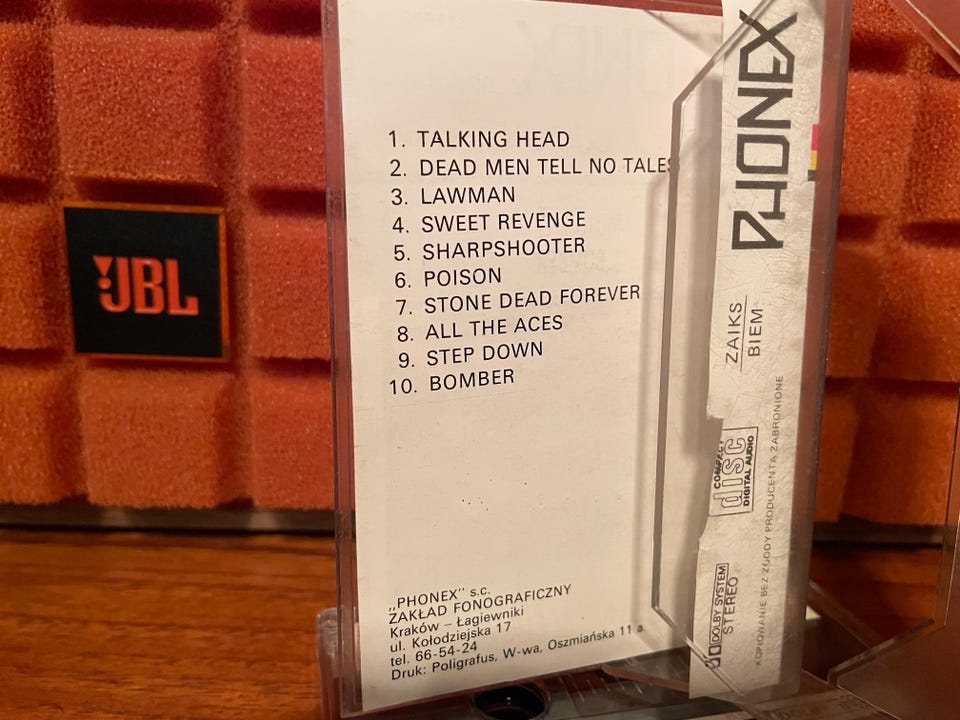 JBL
1. TALKING HEAD
2. DEAD MEN TELL NO TALES
3. LAWMAN
4. SWEET REVENGE
5. SHARPSHOOTER
6. POISON
7. STONE DEAD FOREVER
8. ALL THE ACES
9. STEP DOWN
10. BOMBER
„PHONEX" s.c.
ZAKŁAD FONOGRAFICZNY
Kraków – Łagiewniki
ul. Kołodziejska 17
tel. 66-54-24
Druk: Poligrafus, W-wa, Oszmiańska 11 a.
PHONEX
ZAIKS
BIEM
COMPACT
disc
DIGITAL AUDIO
DOLBY SYSTEM
STEREO
KOPIOWANIE BEZ ZGODY PRODUCENTA ZABRONIONE